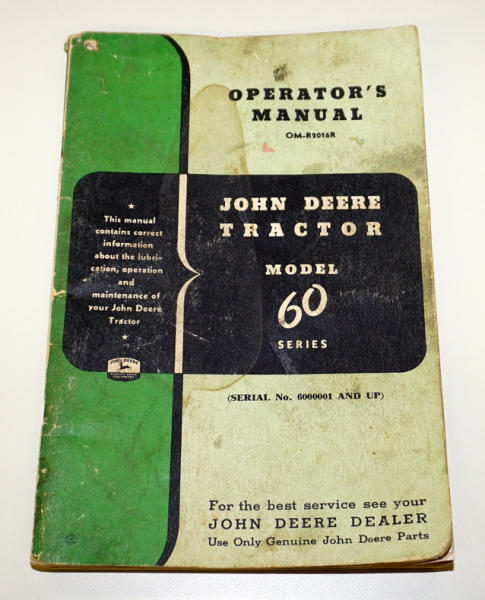 OPERATOR'S
MANUAL
OM-R2016R
★
This manual
contains correct
information
about the lubri-
cation, operation
and
maintenance of
your John Deere
Tractor
★
JOHN DEERE
TRACTOR
MODEL
60
SERIES
JOHN DEERE
(SERIAL No. 6000001 AND UP)
For the best service see your
JOHN DEERE DEALER
Use Only Genuine John Deere Parts